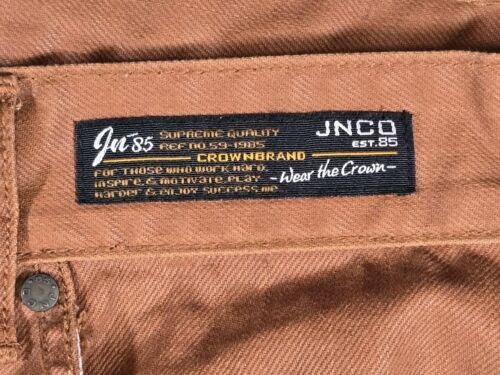 Jn 85 SUPREME QUALITY
REF NO. 59-1985
CROWNBRAND
FOR THOSE WHO WORK HARD
INSPIRE & MOTIVATE PLAY
HARDER & ENJOY SUCCESS ME
JNCO
EST. 85
-Wear the Crown-